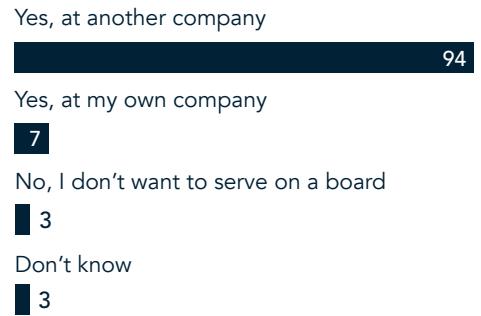 Yes, at another company
94
Yes, at my own company
7
No, I don’t want to serve on a board
3
Don’t know
3